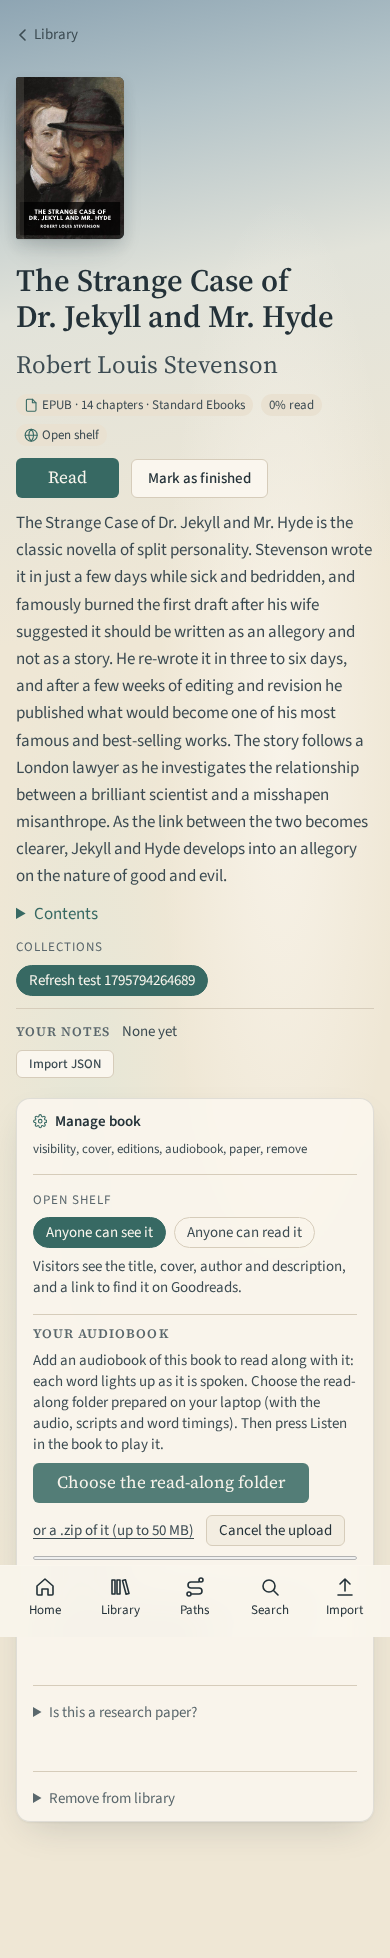 Library
THE STRANGE CASE OF
DR. JEKYLL AND MR. HYDE
ROBERT LOUIS STEVENSON
The Strange Case of
Dr. Jekyll and Mr. Hyde
Robert Louis Stevenson
EPUB · 14 chapters · Standard Ebooks
0% read
Open shelf
Read
Mark as finished
The Strange Case of Dr. Jekyll and Mr. Hyde is the
classic novella of split personality. Stevenson wrote
it in just a few days while sick and bedridden, and
famously burned the first draft after his wife
suggested it should be written as an allegory and
not as a story. He re-wrote it in three to six days,
and after a few weeks of editing and revision he
published what would become one of his most
famous and best-selling works. The story follows a
London lawyer as he investigates the relationship
between a brilliant scientist and a misshapen
misanthrope. As the link between the two becomes
clearer, Jekyll and Hyde develops into an allegory
on the nature of good and evil.
Contents
COLLECTIONS
Refresh test 1795794264689
YOUR NOTES None yet
Import JSON
Manage book
visibility, cover, editions, audiobook, paper, remove
OPEN SHELF
Anyone can see it
Anyone can read it
Visitors see the title, cover, author and description,
and a link to find it on Goodreads.
YOUR AUDIOBOOK
Add an audiobook of this book to read along with it:
each word lights up as it is spoken. Choose the read-
along folder prepared on your laptop (with the
audio, scripts and word timings). Then press Listen
in the book to play it.
Choose the read-along folder
or a .zip of it (up to 50 MB)
Cancel the upload
Home
Library
Paths
Search
Import
Is this a research paper?
Remove from library